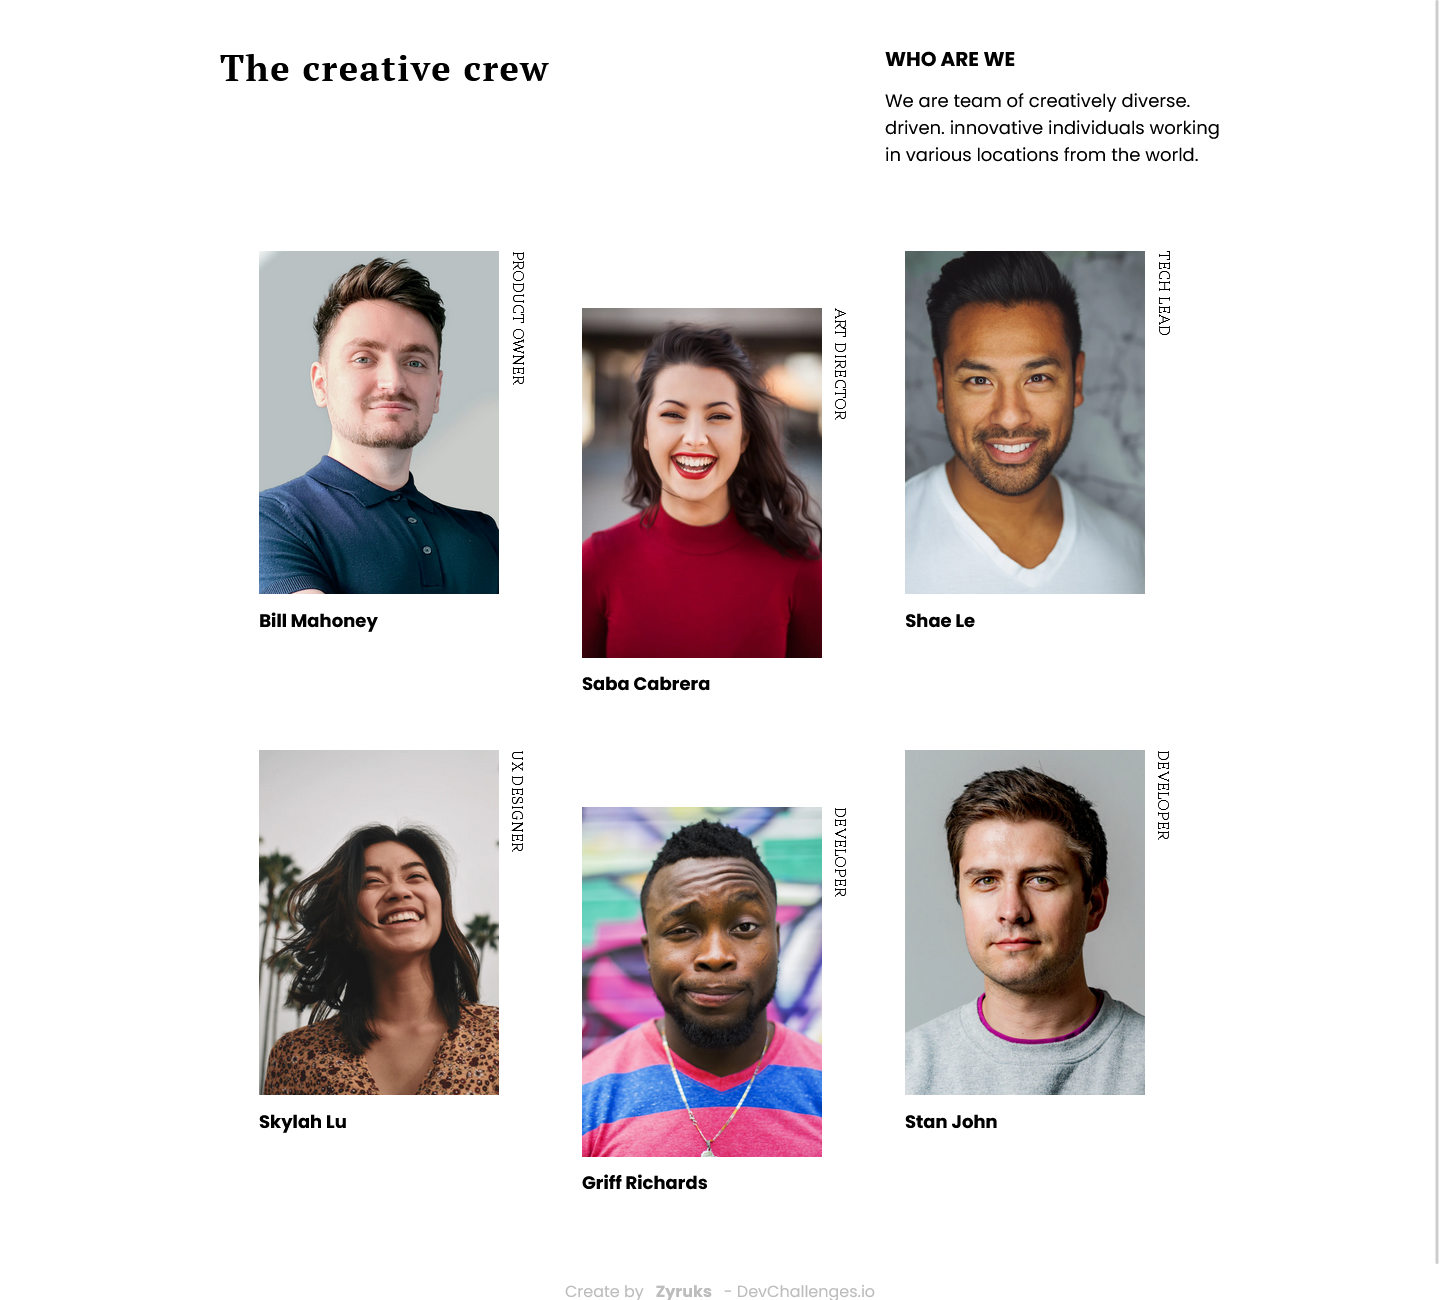 The creative crew
WHO ARE WE
We are team of creatively diverse.
driven. innovative individuals working
in various locations from the world.
PRODUCT OWNER
Bill Mahoney
ART DIRECTOR
Saba Cabrera
TECH LEAD
Shae Le
UX DESIGNER
Skylah Lu
DEVELOPER
Griff Richards
DEVELOPER
Stan John
Create by Zyruks - DevChallenges.io